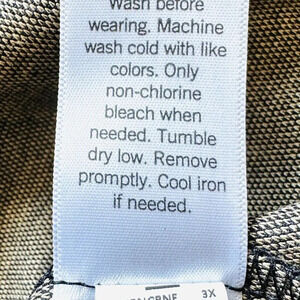 Wash before
wearing. Machine
wash cold with like
colors. Only
non-chlorine
bleach when
needed. Tumble
dry low. Remove
promptly. Cool iron
if needed.
3X